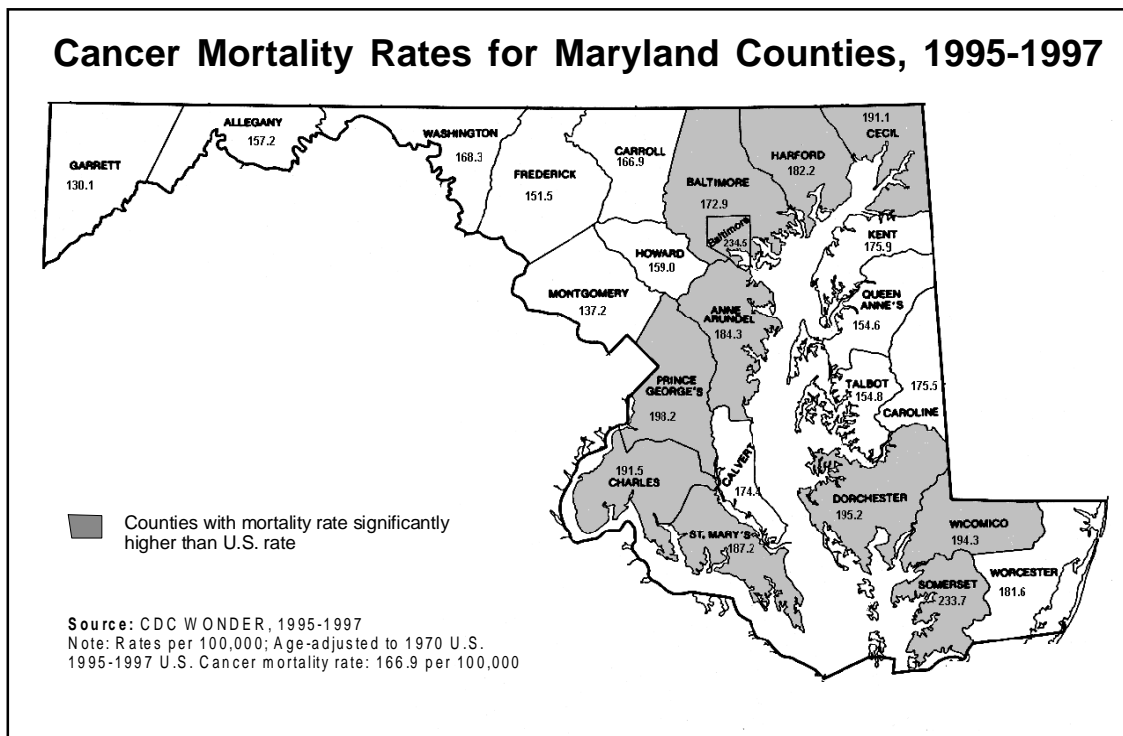 Cancer Mortality Rates for Maryland Counties, 1995-1997
GARRETT
130.1
ALLEGANY
157.2
WASHINGTON
168.3
FREDERICK
151.5
CARROLL
166.9
BALTIMORE
172.9
Baltimore
234.5
HARFORD
182.2
191.1
CECIL
HOWARD
159.0
MONTGOMERY
137.2
ANNE
ARUNDEL
184.3
KENT
175.9
QUEEN
ANNE'S
154.6
TALBOT
154.8
175.5
CAROLINE
PRINCE
GEORGE'S
198.2
CALVERT
174.4
191.5
CHARLES
ST. MARY'S
187.2
DORCHESTER
195.2
WICOMICO
194.3
SOMERSET
233.7
WORCESTER
181.6
Counties with mortality rate significantly
higher than U.S. rate
Source: CDC WONDER, 1995-1997
Note: Rates per 100,000; Age-adjusted to 1970 U.S.
1995-1997 U.S. Cancer mortality rate: 166.9 per 100,000